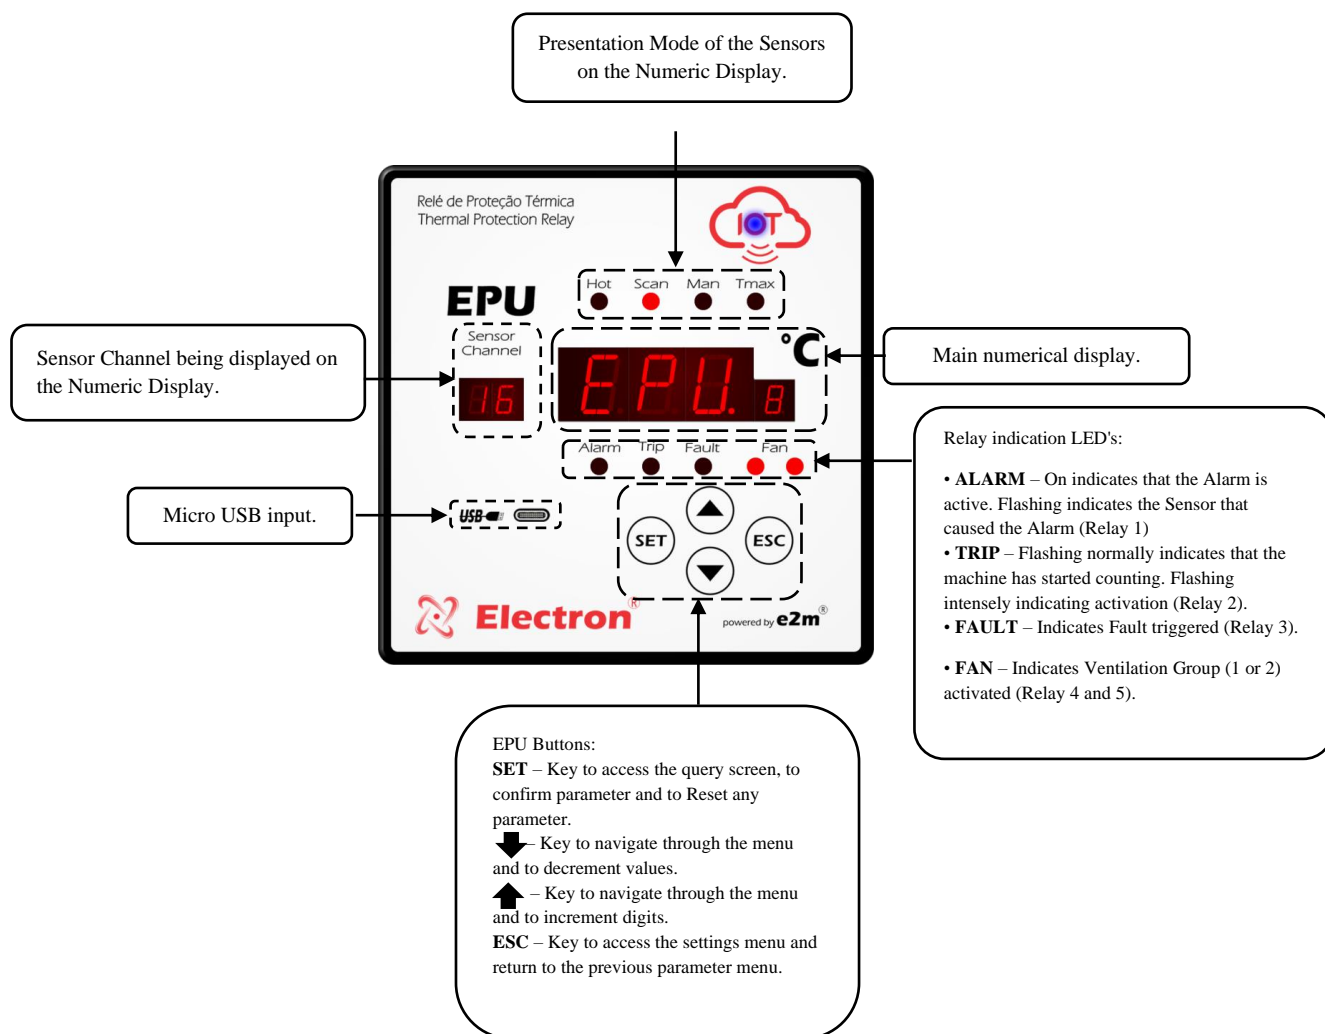 Presentation Mode of the Sensors
on the Numeric Display.
Relé de Proteção Térmica
Thermal Protection Relay
IOT
Hot Scan Man Tmax
EPU
Sensor
Channel
16
EPU. 8
°C
Sensor Channel being displayed on
the Numeric Display.
Main numerical display.
Alarm Trip Fault Fan
Micro USB input.
USB
SET
ESC
Electron®
powered by e2m®
Relay indication LED's:
• ALARM – On indicates that the Alarm is
active. Flashing indicates the Sensor that
caused the Alarm (Relay 1)
• TRIP – Flashing normally indicates that the
machine has started counting. Flashing
intensely indicating activation (Relay 2).
• FAULT – Indicates Fault triggered (Relay 3).
• FAN – Indicates Ventilation Group (1 or 2)
activated (Relay 4 and 5).
EPU Buttons:
SET – Key to access the query screen, to
confirm parameter and to Reset any
parameter.
– Key to navigate through the menu
and to decrement values.
– Key to navigate through the menu
and to increment digits.
ESC – Key to access the settings menu and
return to the previous parameter menu.